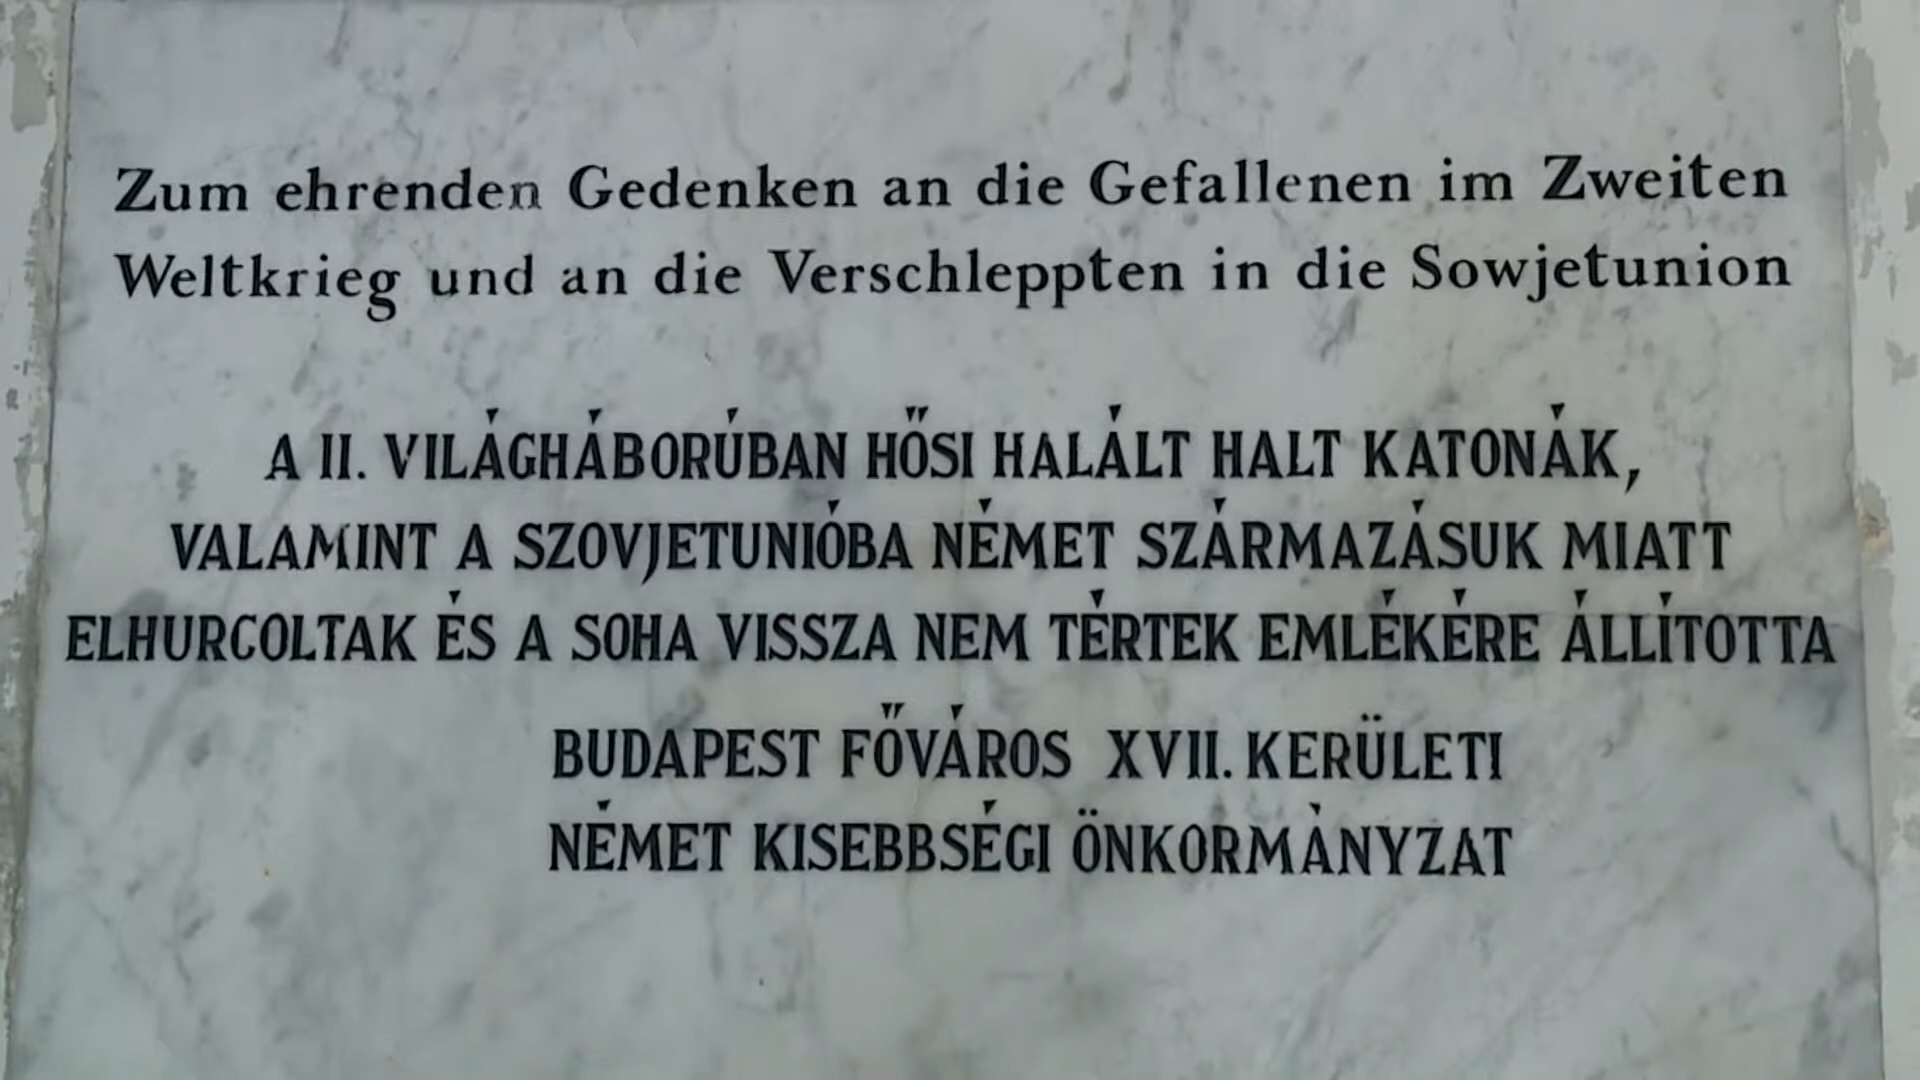 Zum ehrenden Gedenken an die Gefallenen im Zweiten
Weltkrieg und an die Verschleppten in die Sowjetunion
A II. VILÁGHÁBORÚBAN HŐSI HALÁLT HALT KATONÁK,
VALAMINT A SZOVJETUNIÓBA NÉMET SZÁRMAZÁSUK MIATT
ELHURCOLTAK ÉS A SOHA VISSZA NEM TÉRTEK EMLÉKÉRE ÁLLÍTOTTA
BUDAPEST FŐVÁROS XVII. KERÜLETI
NÉMET KISEBBSÉGI ÖNKORMÀNYZAT